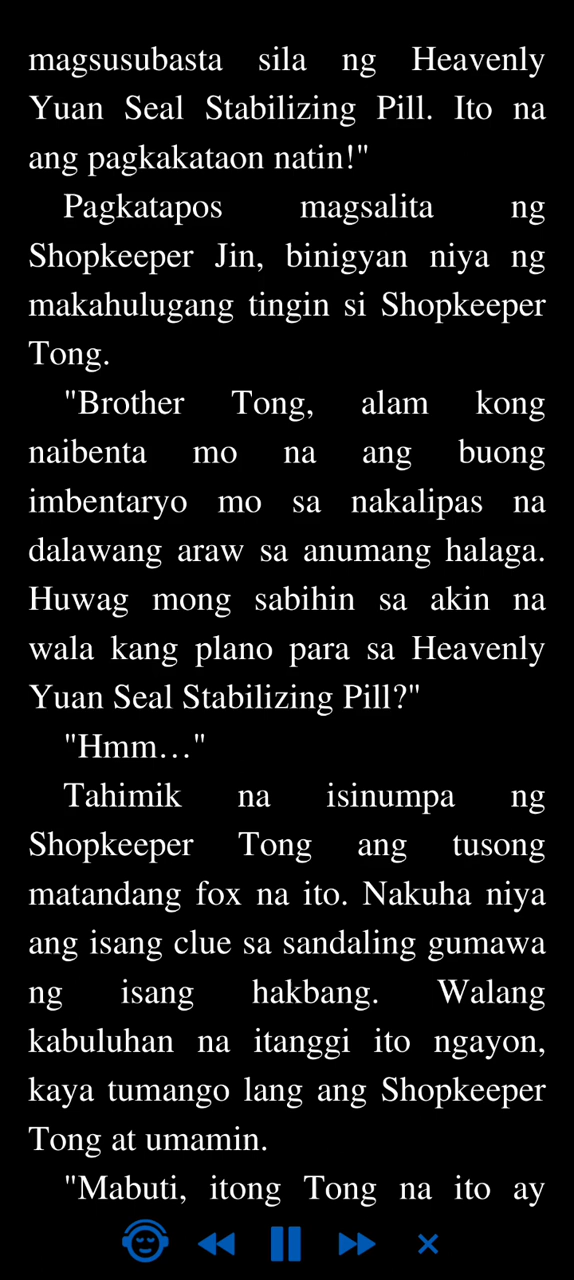 magsusubasta sila ng Heavenly
Yuan Seal Stabilizing Pill. Ito na
ang pagkakataon natin!"
Pagkatapos magsalita ng
Shopkeeper Jin, binigyan niya ng
makahulugang tingin si Shopkeeper
Tong.
"Brother Tong, alam kong
naibenta mo na ang buong
imbentaryo mo sa nakalipas na
dalawang araw sa anumang halaga.
Huwag mong sabihin sa akin na
wala kang plano para sa Heavenly
Yuan Seal Stabilizing Pill?"
"Hmm…"
Tahimik na isinumpa ng
Shopkeeper Tong ang tusong
matandang fox na ito. Nakuha niya
ang isang clue sa sandaling gumawa
ng isang hakbang. Walang
kabuluhan na itanggi ito ngayon,
kaya tumango lang ang Shopkeeper
Tong at umamin.
"Mabuti, itong Tong na ito ay